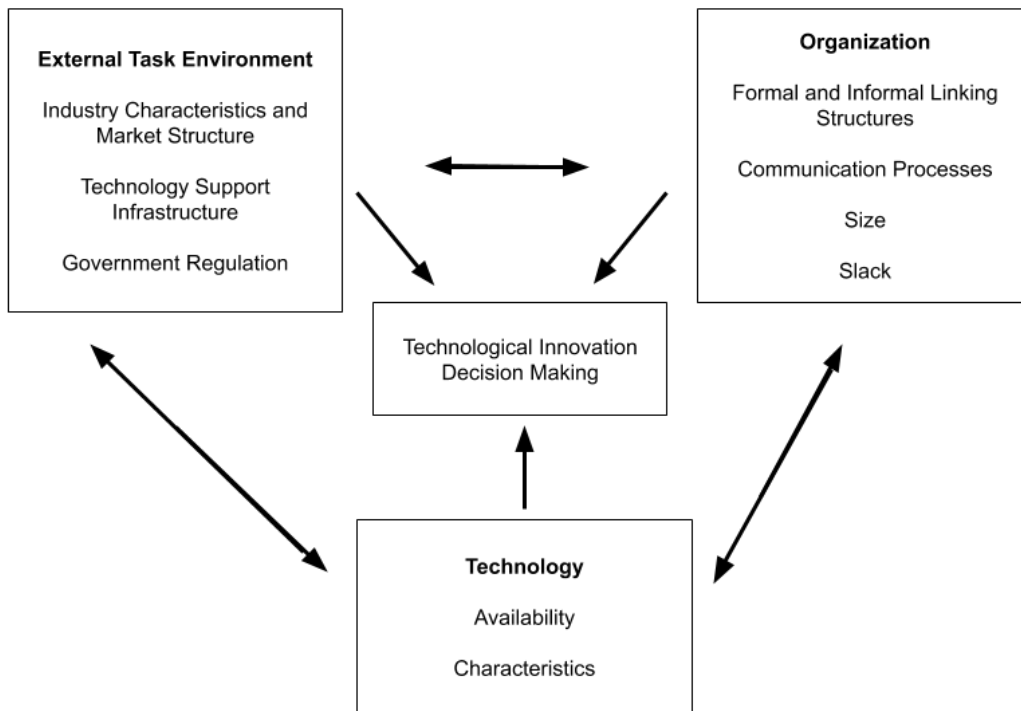 External Task Environment
Industry Characteristics and
Market Structure
Technology Support
Infrastructure
Government Regulation
Organization
Formal and Informal Linking
Structures
Communication Processes
Size
Slack
Technological Innovation
Decision Making
Technology
Availability
Characteristics